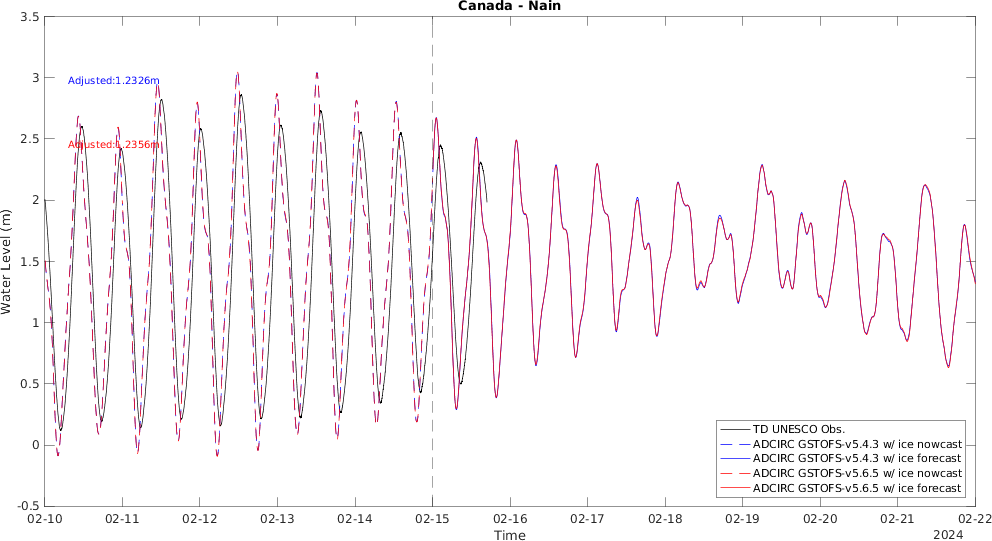 Canada - Nain
3.5
3
2.5
2
1.5
1
0.5
0
-0.5
Water Level (m)
Adjusted:1.2326m
Adjusted:1.2356m
TD UNESCO Obs.
ADCIRC GSTOFS-v5.4.3 w/ ice nowcast
ADCIRC GSTOFS-v5.4.3 w/ ice forecast
ADCIRC GSTOFS-v5.6.5 w/ ice nowcast
ADCIRC GSTOFS-v5.6.5 w/ ice forecast
02-10 02-11 02-12 02-13 02-14 02-15 02-16 02-17 02-18 02-19 02-20 02-21 02-22
Time
2024